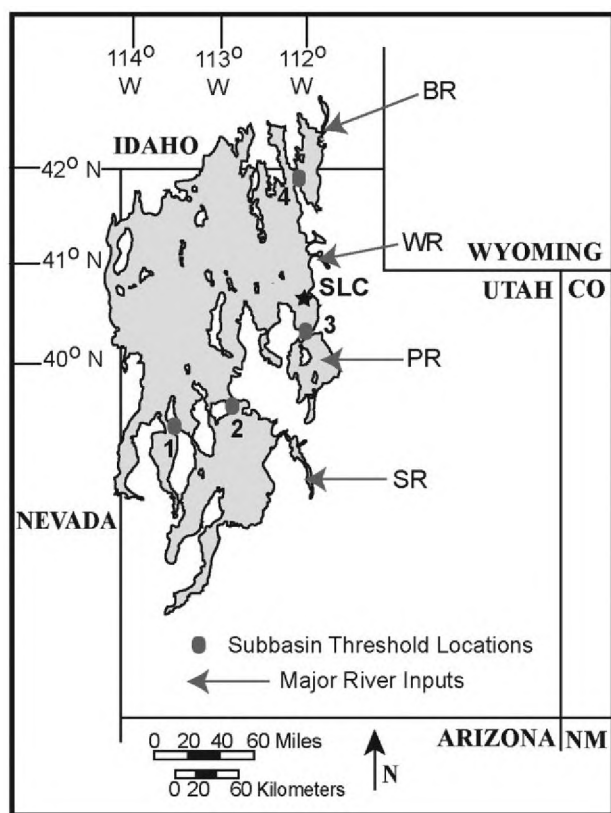 114° 113° 112°
W W W
BR
IDAHO
42° N
4
41° N
WR
WYOMING
SLC
UTAH CO
3
40° N
PR
2
1
SR
NEVADA
Subbasin Threshold Locations
Major River Inputs
0 20 40 60 Miles
ARIZONA NM
0 20 60 Kilometers
N